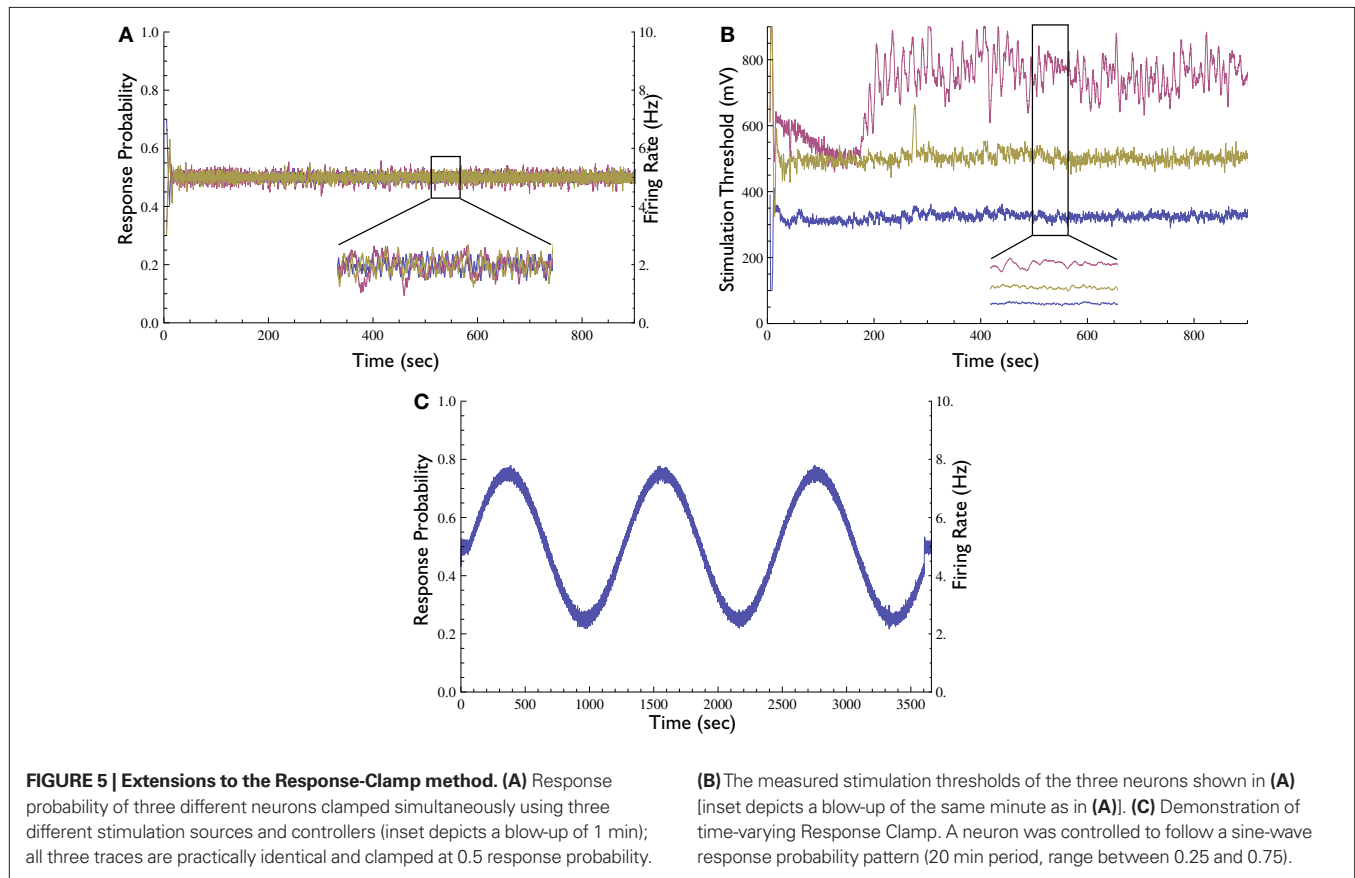 A
1.0
0.8
0.6
0.4
0.2
0.0
Response Probability
10.
8.
6.
4.
2.
0.
Firing Rate (Hz)
0 200 400 600 800
Time (sec)
B
800
600
400
200
0
Stimulation Threshold (mV)
0 200 400 600 800
Time (sec)
C
1.0
0.8
0.6
0.4
0.2
0.0
Response Probability
10.
8.
6.
4.
2.
0.
Firing Rate (Hz)
0 500 1000 1500 2000 2500 3000 3500
Time (sec)
FIGURE 5 | Extensions to the Response-Clamp method. (A) Response
probability of three different neurons clamped simultaneously using three
different stimulation sources and controllers (inset depicts a blow-up of 1 min);
all three traces are practically identical and clamped at 0.5 response probability.
(B) The measured stimulation thresholds of the three neurons shown in (A)
[inset depicts a blow-up of the same minute as in (A)]. (C) Demonstration of
time-varying Response Clamp. A neuron was controlled to follow a sine-wave
response probability pattern (20 min period, range between 0.25 and 0.75).